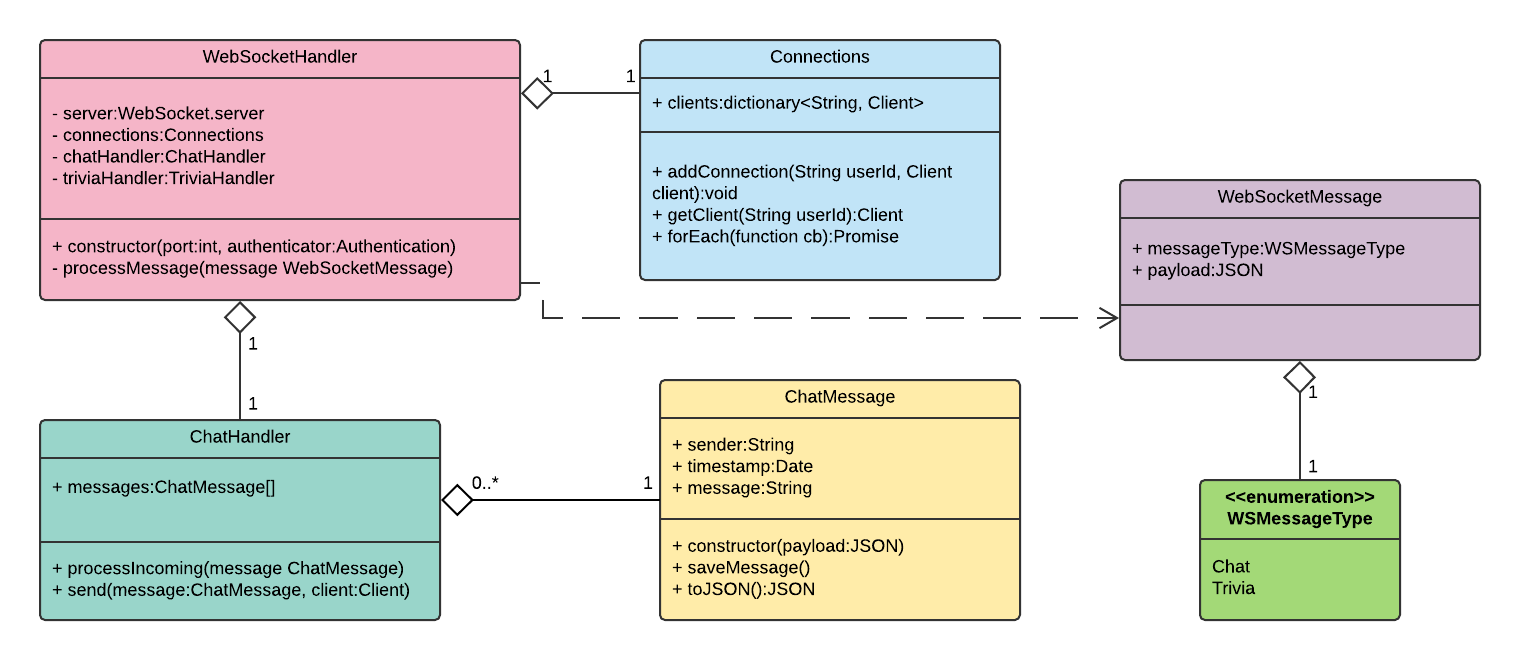 WebSocketHandler
- server:WebSocket.server
- connections:Connections
- chatHandler:ChatHandler
- triviaHandler:TriviaHandler
+ constructor(port:int, authenticator:Authentication)
- processMessage(message WebSocketMessage)
1
1
Connections
+ clients:dictionary<String, Client>
+ addConnection(String userId, Client
client):void
+ getClient(String userId):Client
+ forEach(function cb):Promise
WebSocketMessage
+ messageType:WSMessageType
+ payload:JSON
1
1
ChatHandler
+ messages:ChatMessage[]
+ processIncoming(message ChatMessage)
+ send(message:ChatMessage, client:Client)
0..*
1
ChatMessage
+ sender:String
+ timestamp:Date
+ message:String
+ constructor(payload:JSON)
+ saveMessage()
+ toJSON():JSON
1
1
<<enumeration>>
WSMessageType
Chat
Trivia